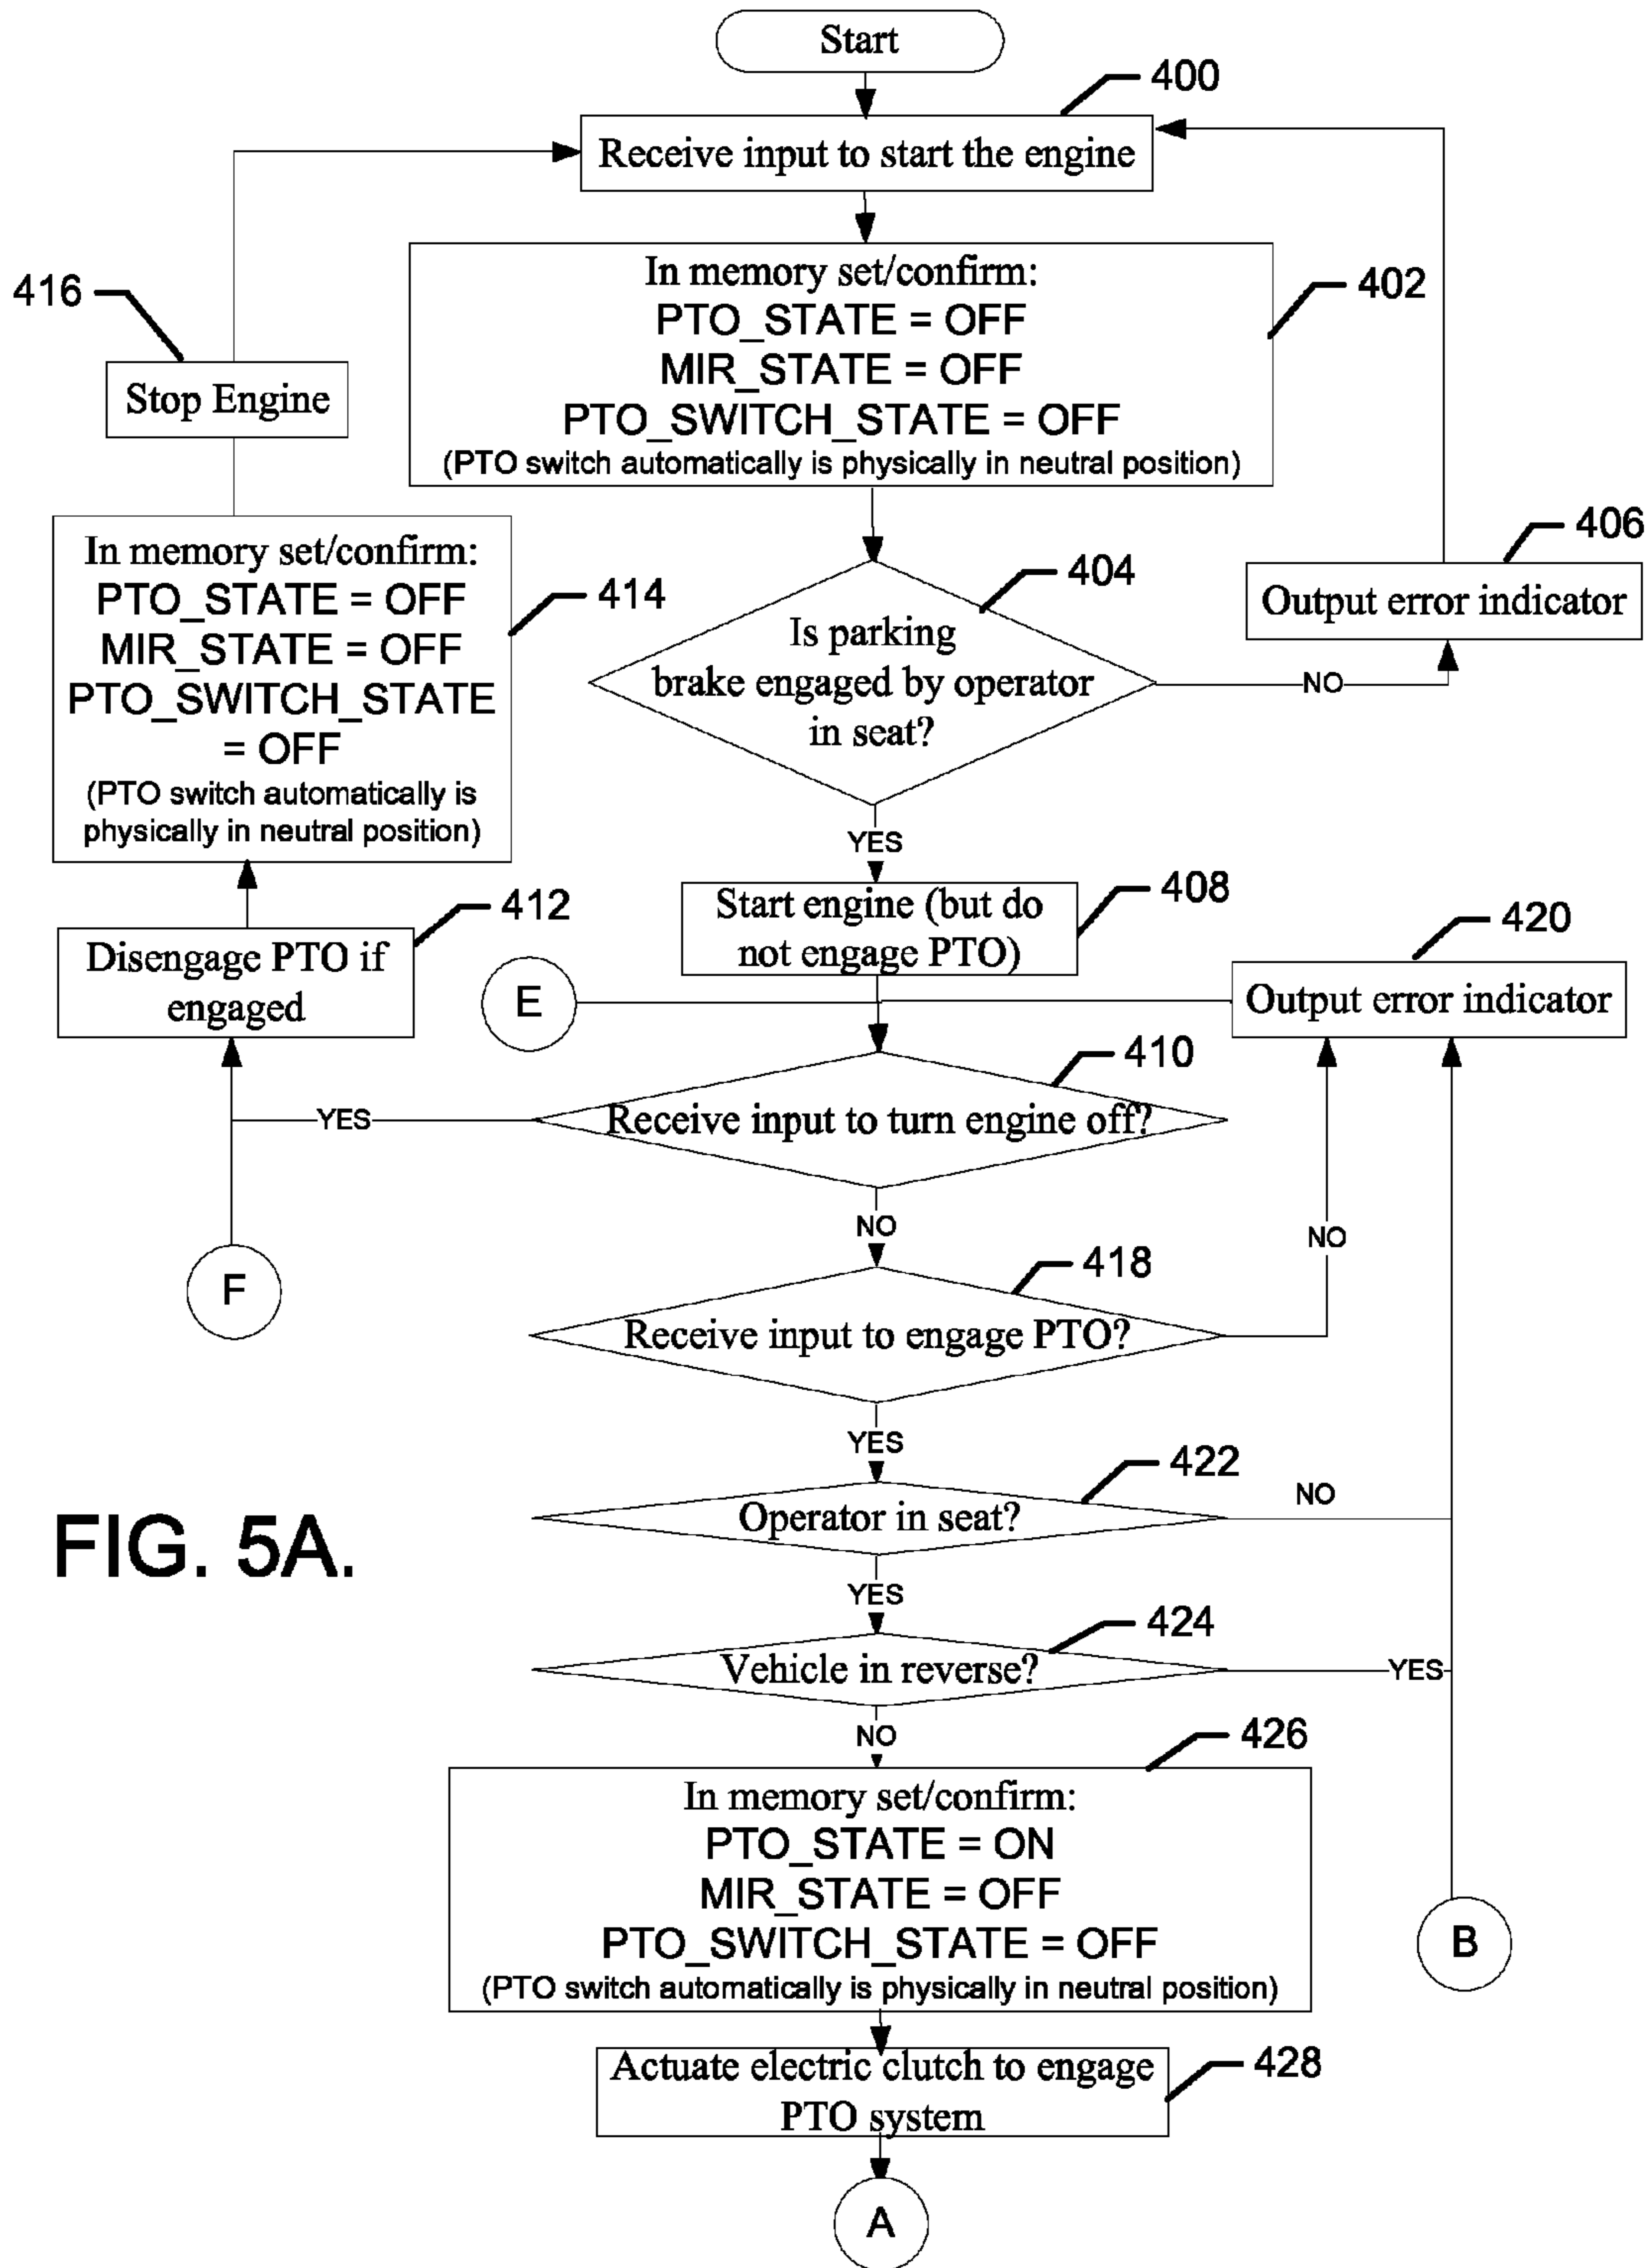 Start
400
Receive input to start the engine
402
In memory set/confirm:
PTO_STATE = OFF
MIR_STATE = OFF
PTO_SWITCH_STATE = OFF
(PTO switch automatically is physically in neutral position)
416
Stop Engine
404
Is parking
brake engaged by operator
in seat?
NO
406
Output error indicator
414
In memory set/confirm:
PTO_STATE = OFF
MIR_STATE = OFF
PTO_SWITCH_STATE
= OFF
(PTO switch automatically is
physically in neutral position)
YES
408
Start engine (but do
not engage PTO)
412
Disengage PTO if
engaged
E
420
Output error indicator
410
Receive input to turn engine off?
YES
NO
F
418
Receive input to engage PTO?
NO
YES
422
Operator in seat?
NO
FIG. 5A.
YES
424
Vehicle in reverse?
YES
NO
426
In memory set/confirm:
PTO_STATE = ON
MIR_STATE = OFF
PTO_SWITCH_STATE = OFF
(PTO switch automatically is physically in neutral position)
B
428
Actuate electric clutch to engage
PTO system
A